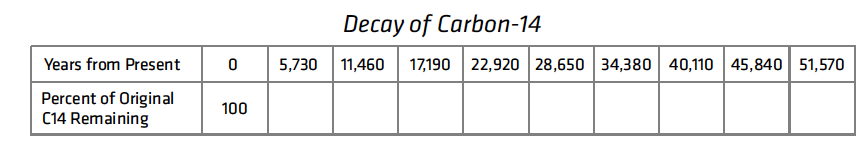 Decay of Carbon-14
Years from Present 0 5,730 11,460 17,190 22,920 28,650 34,380 40,110 45,840 51,570
Percent of Original
C14 Remaining 100